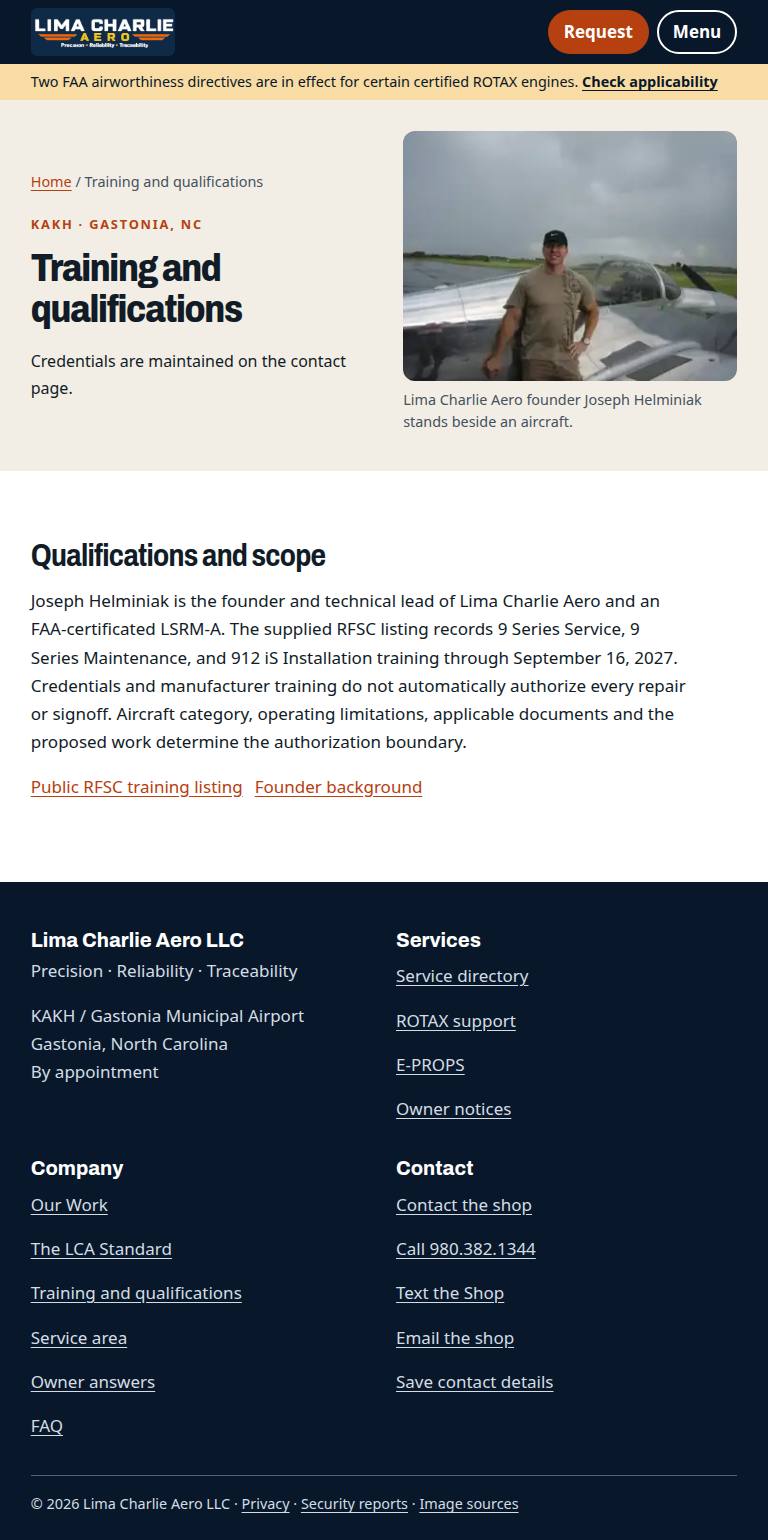 LIMA CHARLIE
AERO
Precision • Reliability • Traceability
Request
Menu
Two FAA airworthiness directives are in effect for certain certified ROTAX engines. Check applicability
Home / Training and qualifications
KAKH · GASTONIA, NC
Training and
qualifications
Credentials are maintained on the contact
page.
Lima Charlie Aero founder Joseph Helminiak
stands beside an aircraft.
Qualifications and scope
Joseph Helminiak is the founder and technical lead of Lima Charlie Aero and an
FAA-certificated LSRM-A. The supplied RFSC listing records 9 Series Service, 9
Series Maintenance, and 912 iS Installation training through September 16, 2027.
Credentials and manufacturer training do not automatically authorize every repair
or signoff. Aircraft category, operating limitations, applicable documents and the
proposed work determine the authorization boundary.
Public RFSC training listing Founder background
Lima Charlie Aero LLC
Precision · Reliability · Traceability
KAKH / Gastonia Municipal Airport
Gastonia, North Carolina
By appointment
Services
Service directory
ROTAX support
E-PROPS
Owner notices
Company
Our Work
The LCA Standard
Training and qualifications
Service area
Owner answers
FAQ
Contact
Contact the shop
Call 980.382.1344
Text the Shop
Email the shop
Save contact details
© 2026 Lima Charlie Aero LLC · Privacy · Security reports · Image sources